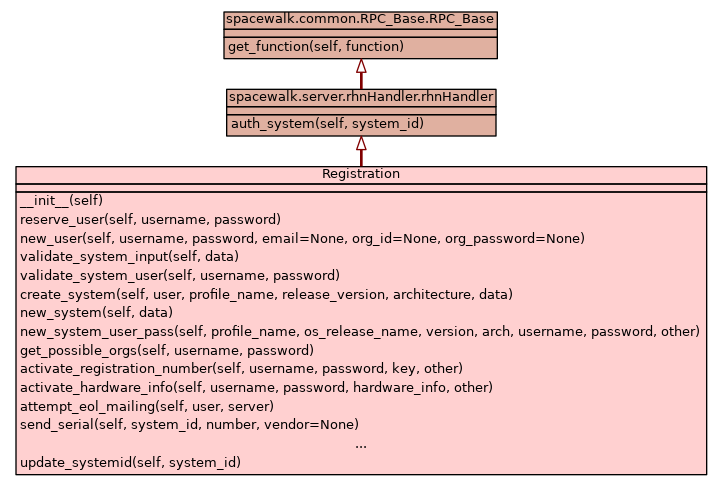 spacewalk.common.RPC_Base.RPC_Base
get_function(self, function)
spacewalk.server.rhnHandler.rhnHandler
auth_system(self, system_id)
Registration
__init__(self)
reserve_user(self, username, password)
new_user(self, username, password, email=None, org_id=None, org_password=None)
validate_system_input(self, data)
validate_system_user(self, username, password)
create_system(self, user, profile_name, release_version, architecture, data)
new_system(self, data)
new_system_user_pass(self, profile_name, os_release_name, version, arch, username, password, other)
get_possible_orgs(self, username, password)
activate_registration_number(self, username, password, key, other)
activate_hardware_info(self, username, password, hardware_info, other)
attempt_eol_mailing(self, user, server)
send_serial(self, system_id, number, vendor=None)
...
update_systemid(self, system_id)